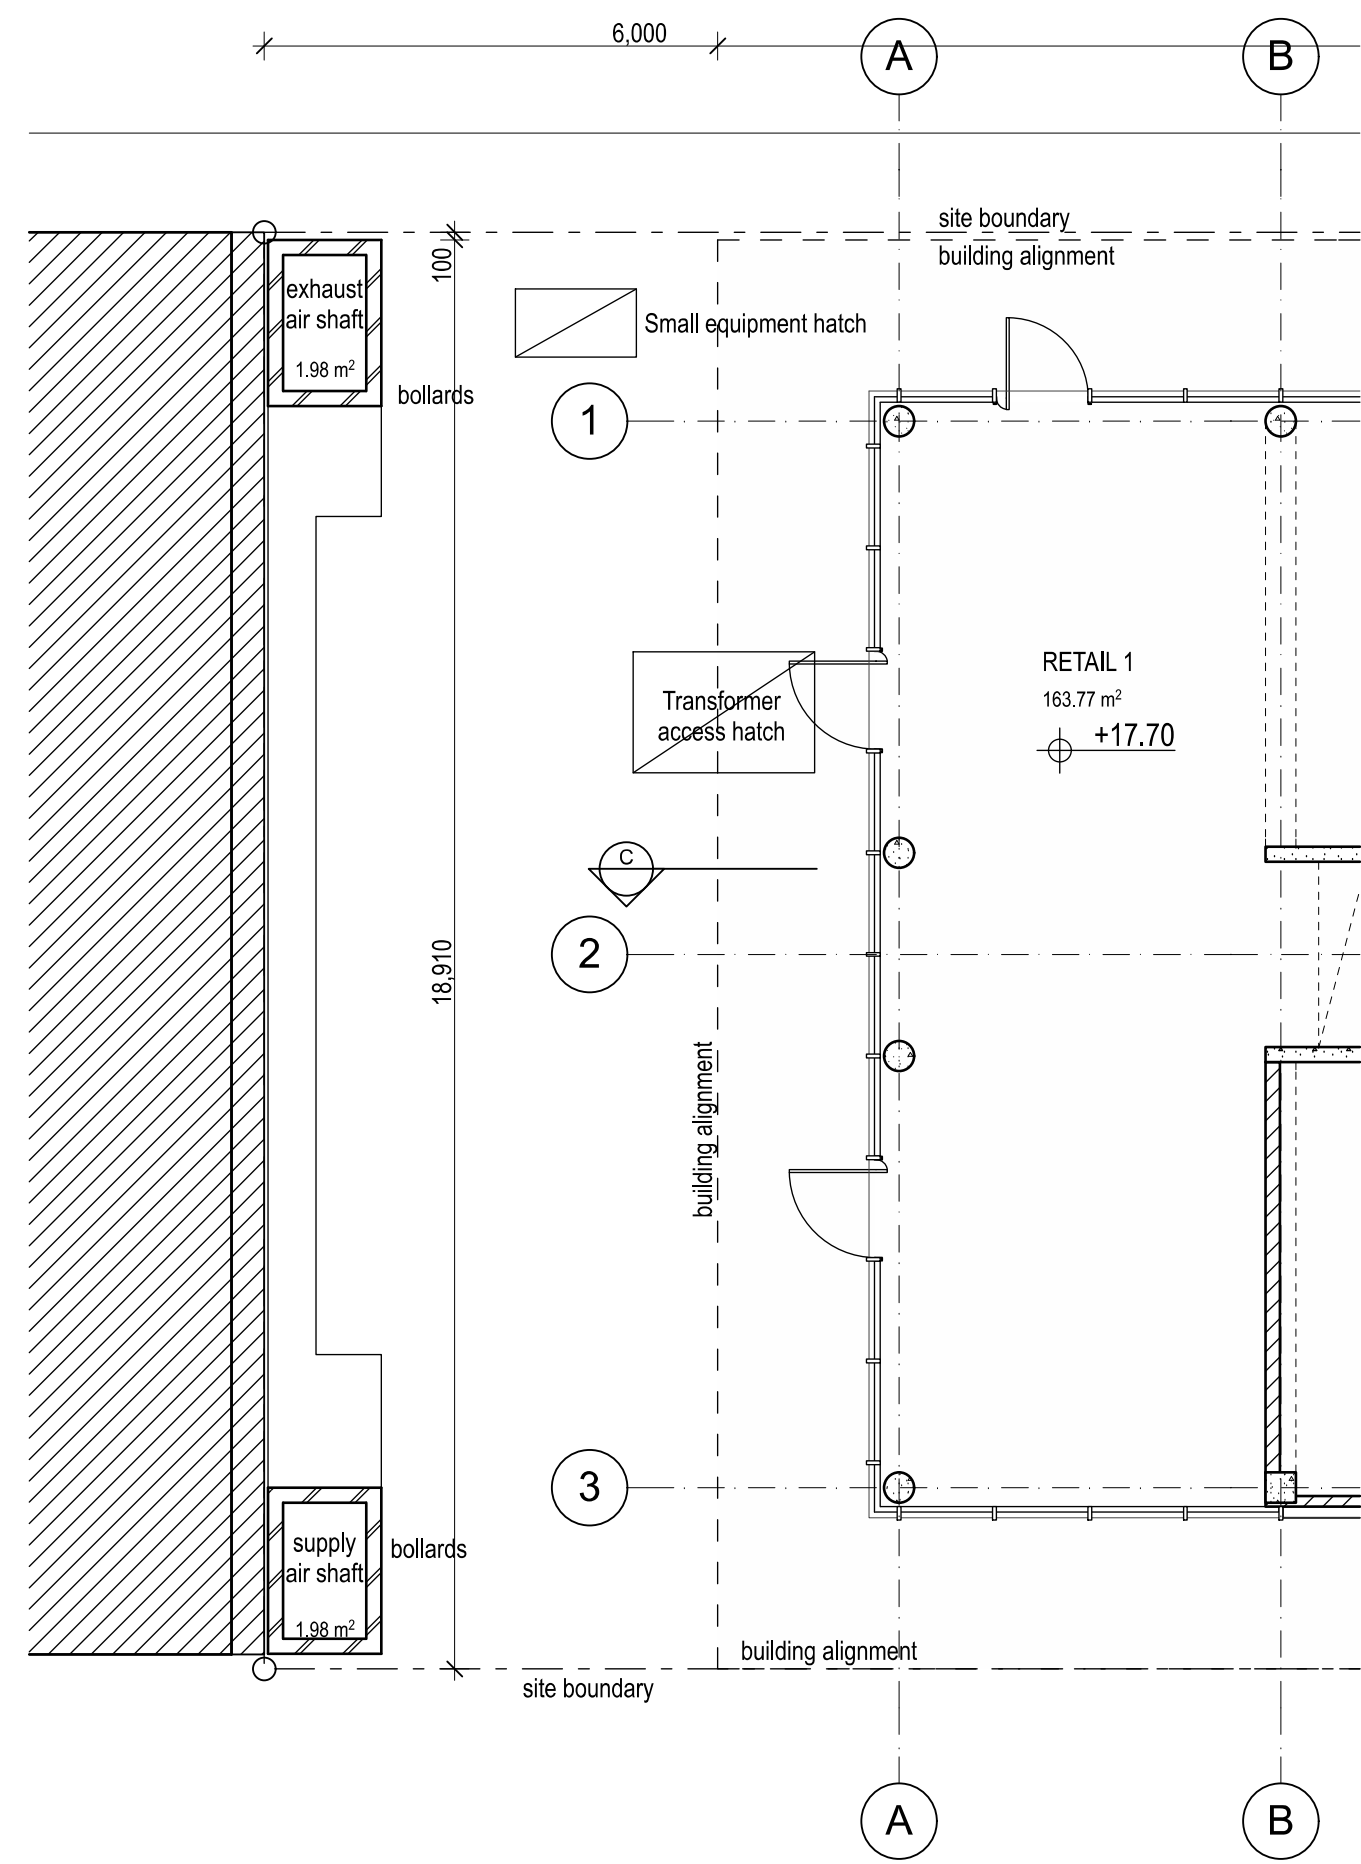 6,000
A
B
site boundary
building alignment
100
exhaust
air shaft
1.98 m²
Small equipment hatch
bollards
1
RETAIL 1
163.77 m²
+17.70
Transformer
access hatch
C
2
18,910
building alignment
3
supply
air shaft
1.98 m²
bollards
building alignment
site boundary
A
B